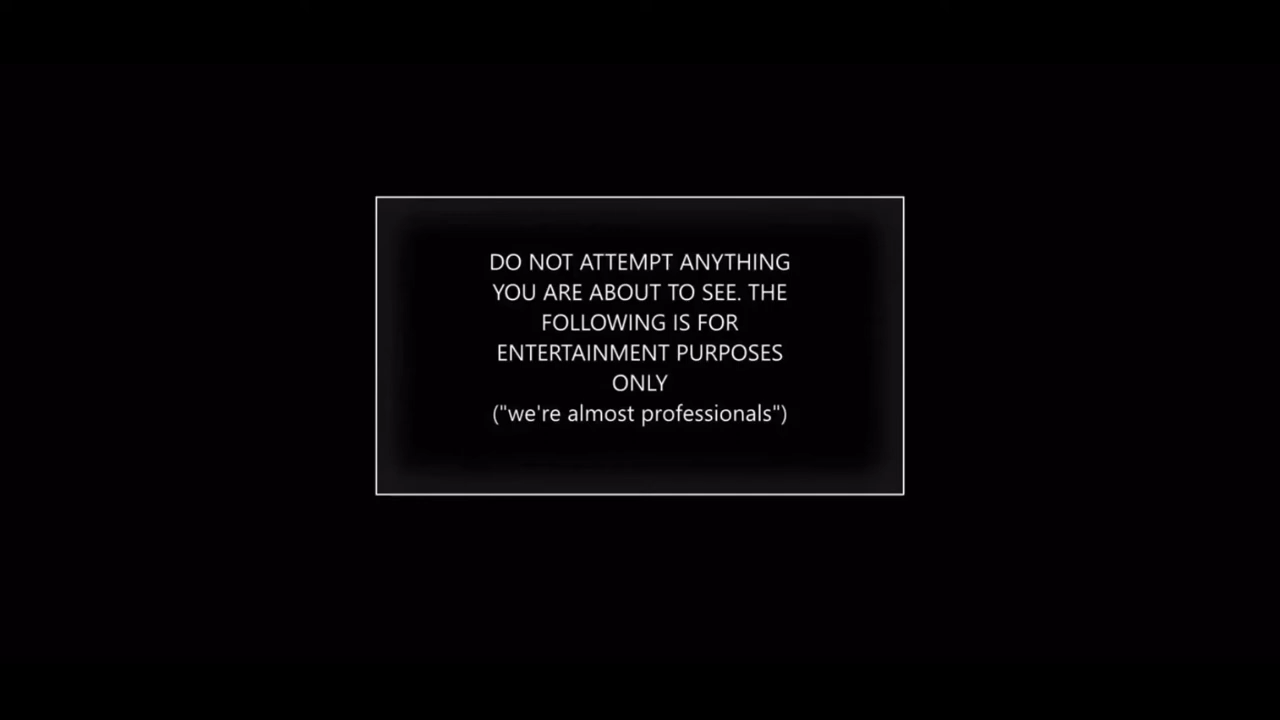 DO NOT ATTEMPT ANYTHING
YOU ARE ABOUT TO SEE. THE
FOLLOWING IS FOR
ENTERTAINMENT PURPOSES
ONLY
("we're almost professionals")